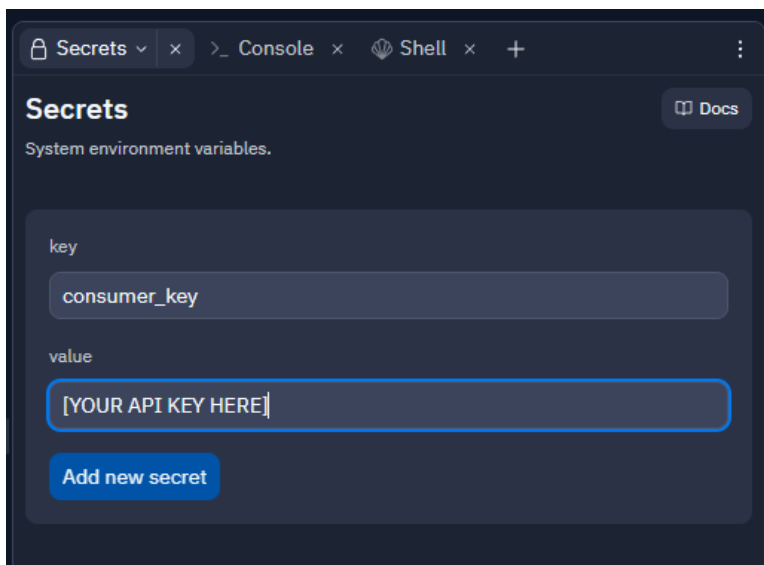 Secrets × >_ Console × Shell × +
Secrets
Docs
System environment variables.
key
consumer_key
value
[YOUR API KEY HERE]
Add new secret